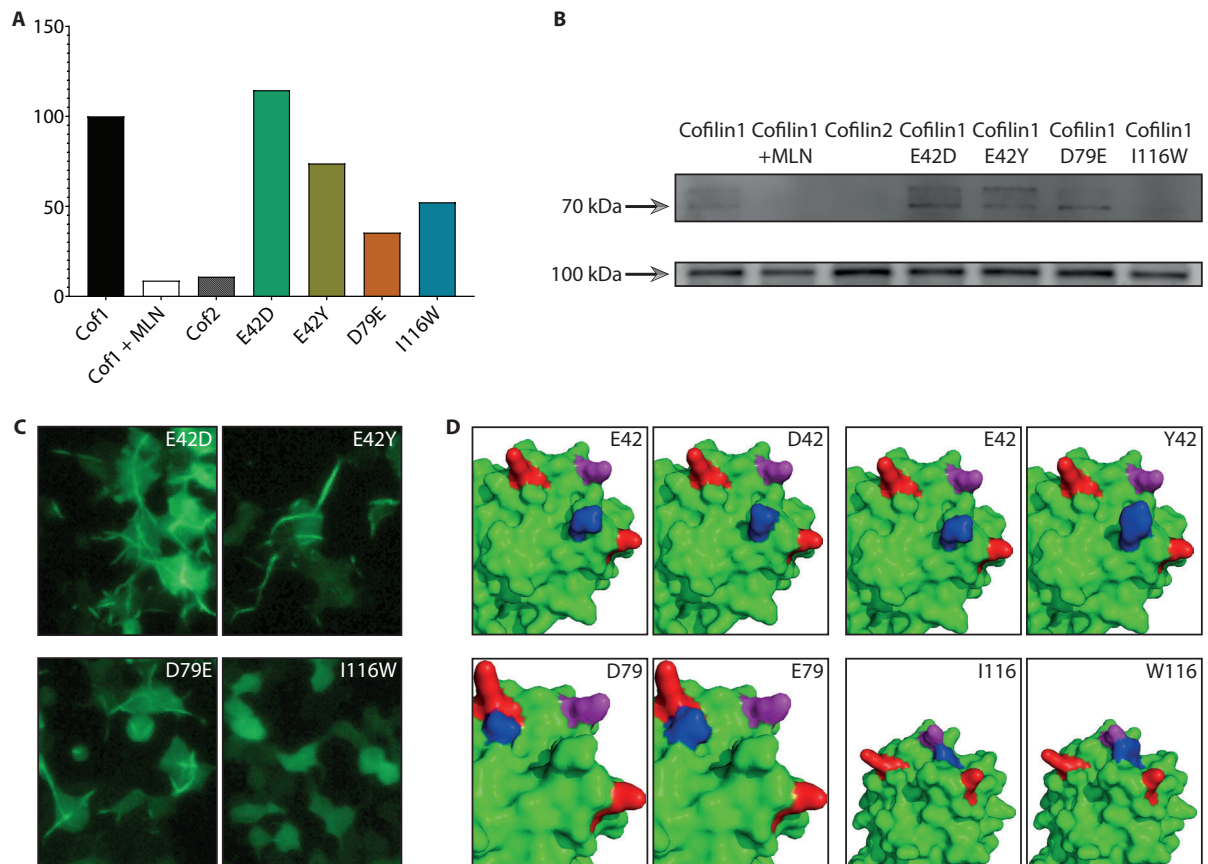 A
150
100
50
0
Cof1
Cof1 + MLN
Cof2
E42D
E42Y
D79E
I116W
B
Cofilin1 Cofilin1 Cofilin2 Cofilin1 Cofilin1 Cofilin1 Cofilin1
+MLN E42D E42Y D79E I116W
70 kDa
100 kDa
C
E42D E42Y
D79E I116W
D
E42 D42 E42 Y42
D79 E79 I116 W116